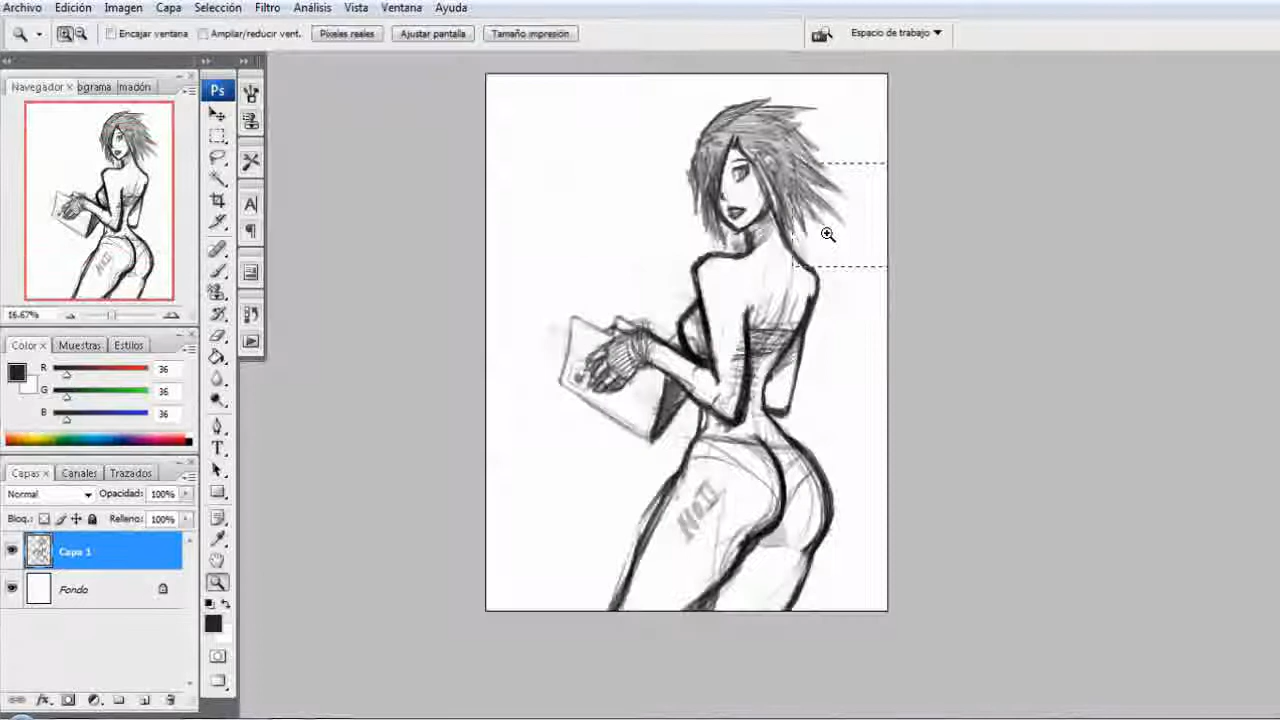 Archivo Edición Imagen Capa Selección Filtro Análisis Vista Ventana Ayuda
Encajar ventana Ampliar/reducir vent. Píxeles reales Ajustar pantalla Tamaño impresión Espacio de trabajo
Navegador ograma madón
Ps
16.67%
Color Muestras Estilos
R 36
G 36
B 36
Capas Canales Trazados
Normal Opacidad: 100%
Bloq.: Relleno: 100%
Capa 1
Fondo